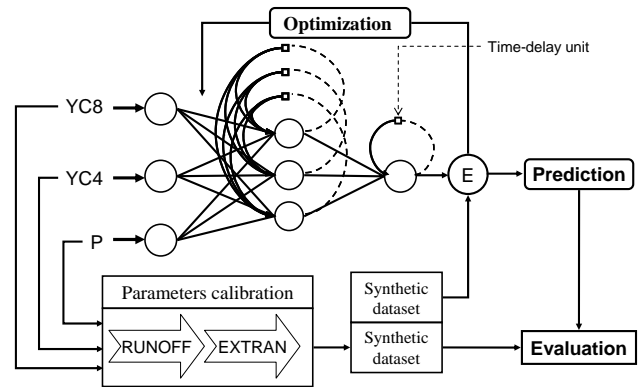 Optimization
Time-delay unit
YC8
YC4
E
Prediction
P
Parameters calibration
Synthetic
dataset
RUNOFF
EXTRAN
Synthetic
dataset
Evaluation